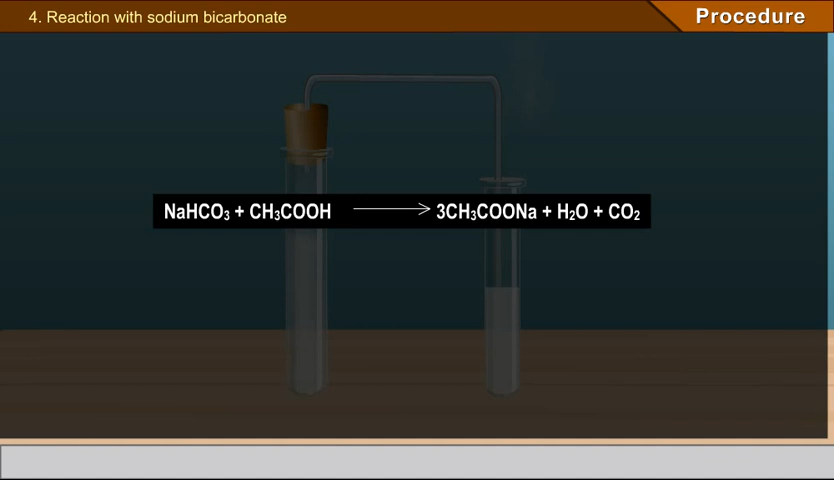 4. Reaction with sodium bicarbonate
Procedure
NaHCO₃ + CH₃COOH ⟶ 3CH₃COONa + H₂O + CO₂